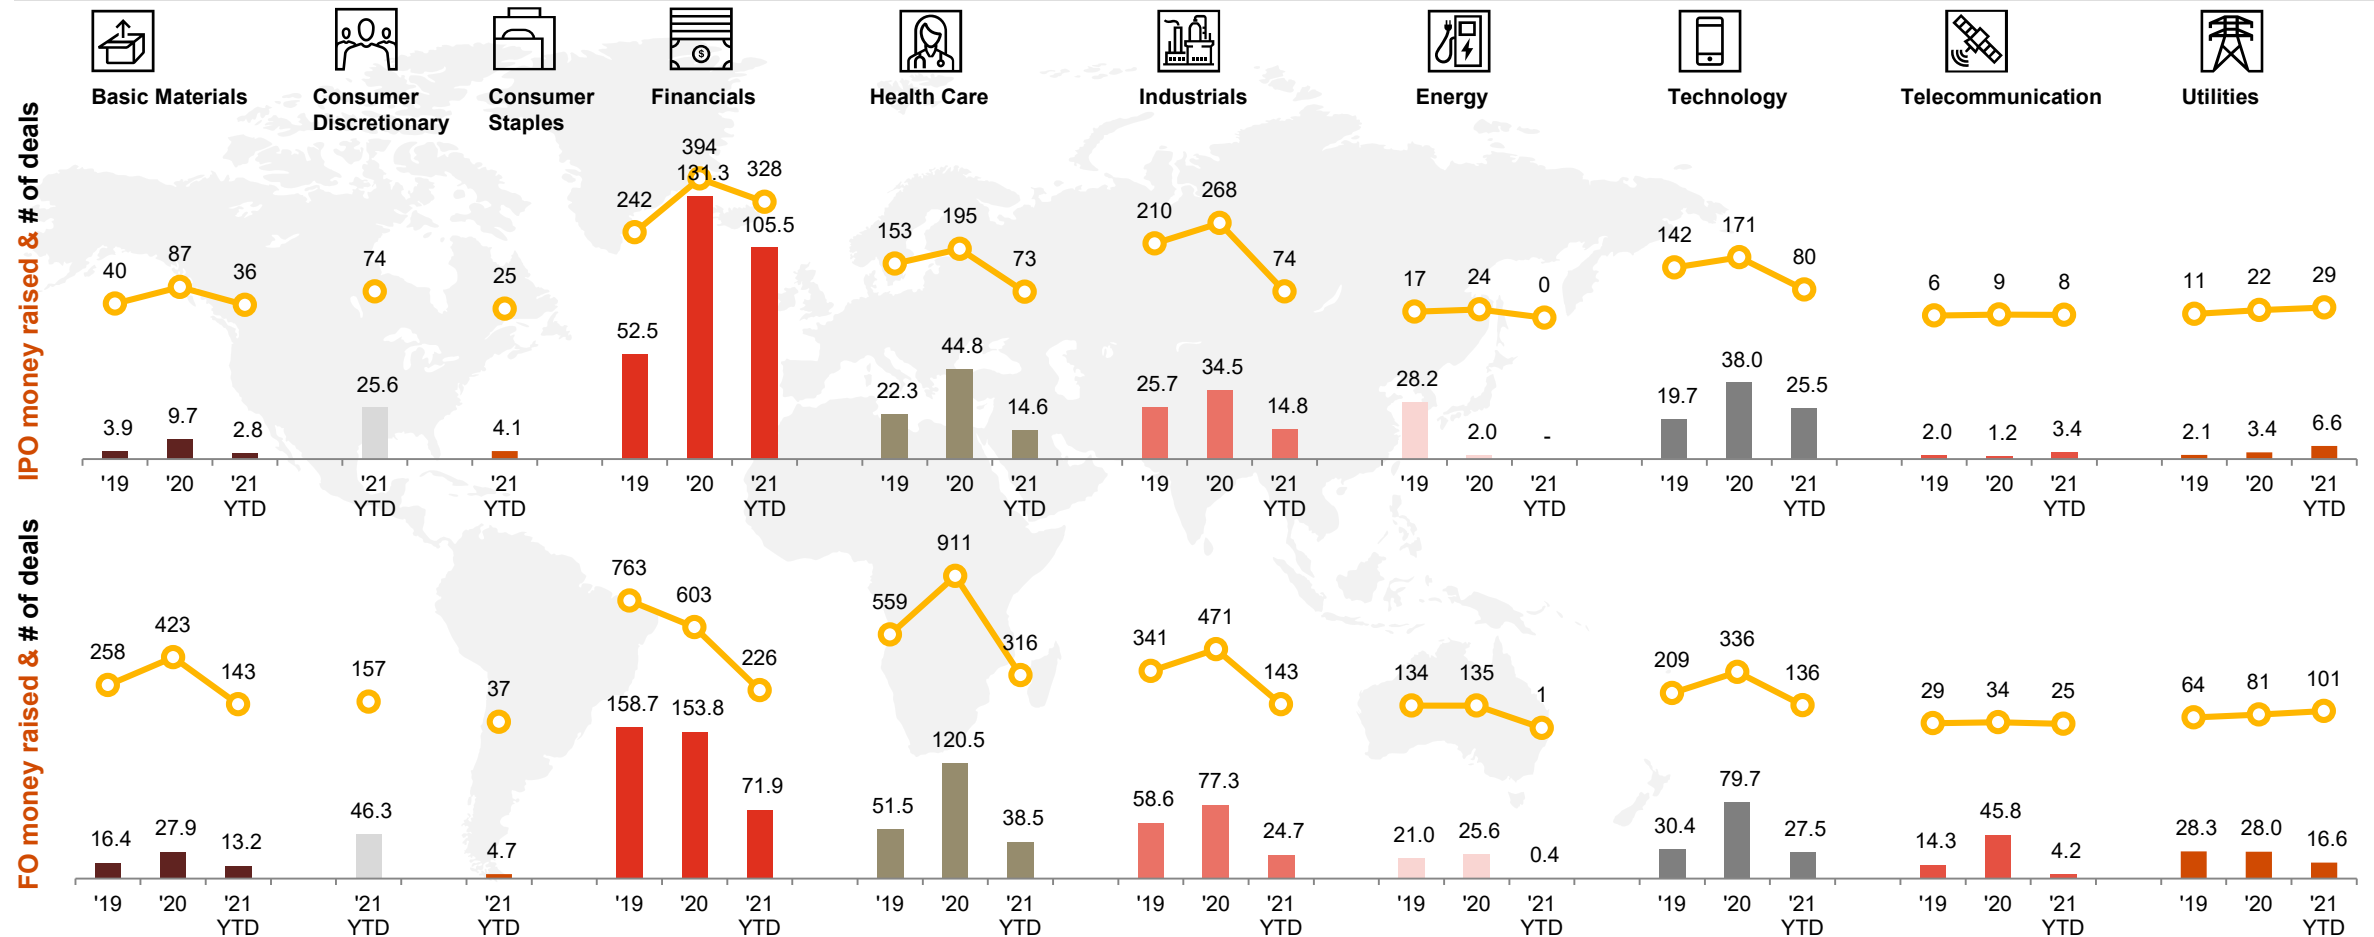 Basic Materials
Consumer
Discretionary
Consumer
Staples
Financials
Health Care
Industrials
Energy
Technology
Telecommunication
Utilities
$
IPO money raised & # of deals
40 87 36
74
25
242 394 328
153 195 73
210 268 74
17 24 0
142 171 80
6 9 8
11 22 29
3.9 9.7 2.8
25.6
4.1
52.5 131.3 105.5
22.3 44.8 14.6
25.7 34.5 14.8
28.2 2.0 -
19.7 38.0 25.5
2.0 1.2 3.4
2.1 3.4 6.6
'19 '20 '21 YTD
'21 YTD
'21 YTD
'19 '20 '21 YTD
'19 '20 '21 YTD
'19 '20 '21 YTD
'19 '20 '21 YTD
'19 '20 '21 YTD
'19 '20 '21 YTD
'19 '20 '21 YTD
FO money raised & # of deals
258 423 143
157
37
763 603 226
559 911 316
341 471 143
134 135 1
209 336 136
29 34 25
64 81 101
16.4 27.9 13.2
46.3
4.7
158.7 153.8 71.9
51.5 120.5 38.5
58.6 77.3 24.7
21.0 25.6 0.4
30.4 79.7 27.5
14.3 45.8 4.2
28.3 28.0 16.6
'19 '20 '21 YTD
'21 YTD
'21 YTD
'19 '20 '21 YTD
'19 '20 '21 YTD
'19 '20 '21 YTD
'19 '20 '21 YTD
'19 '20 '21 YTD
'19 '20 '21 YTD
'19 '20 '21 YTD